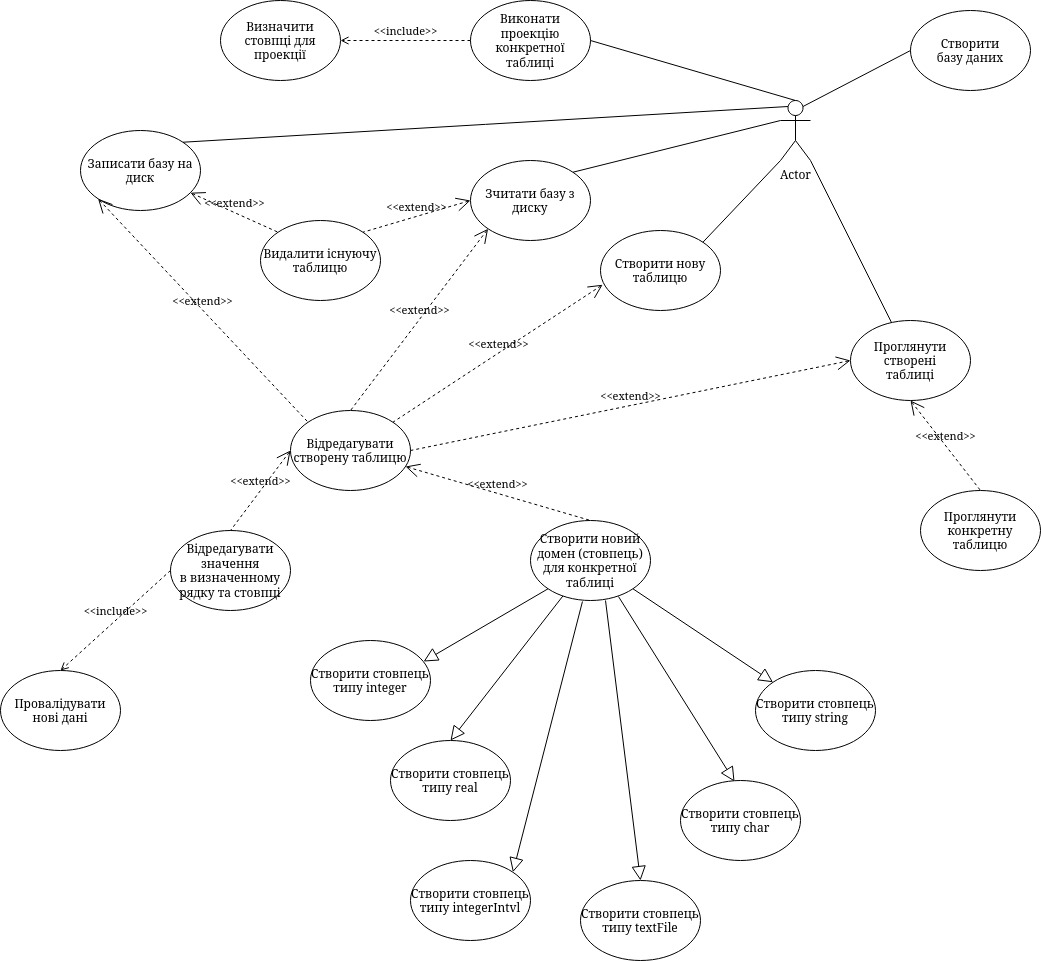 Визначити
стовпці для
проекції
<<include>>
Виконати
проекцію
конкретної
таблиці
Створити
базу даних
Actor
Записати базу на
диск
<<extend>>
Видалити існуючу
таблицю
<<extend>>
Зчитати базу з
диску
Створити нову
таблицю
<<extend>>
<<extend>>
<<extend>>
Проглянути
створені
таблиці
<<extend>>
<<extend>>
Відредагувати
створену таблицю
<<extend>>
<<extend>>
Проглянути
конкретну
таблицю
Відредагувати
значення
в визначенному
рядку та стовпці
Створити новий
домен (стовпець)
для конкретної
таблиці
<<include>>
Провалідувати
нові дані
Створити стовпець
типу integer
Створити стовпець
типу string
Створити стовпець
типу real
Створити стовпець
типу char
Створити стовпець
типу integerIntvl
Створити стовпець
типу textFile